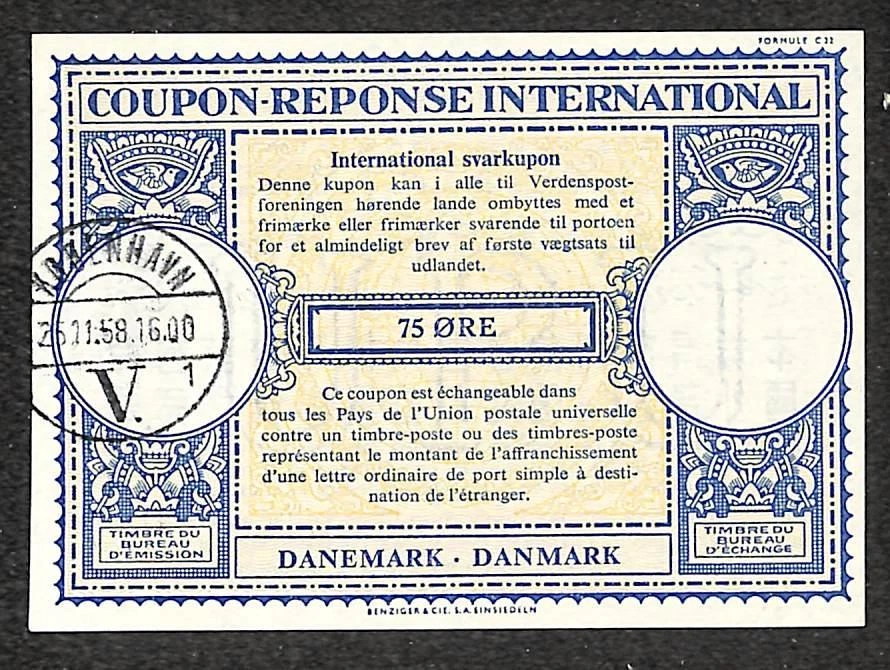 FORMULE C22
COUPON-REPONSE INTERNATIONAL
International svarkupon
Denne kupon kan i alle til Verdenspost-
foreningen hørende lande ombyttes med et
frimærke eller frimærker svarende til portoen
for et almindeligt brev af første vægtsats til
udlandet.
KØBENHAVN
25.11.58.16.00
V.
1
75 ØRE
Ce coupon est échangeable dans
tous les Pays de l'Union postale universelle
contre un timbre-poste ou des timbres-poste
représentant le montant de l'affranchissement
d'une lettre ordinaire de port simple à desti-
nation de l'étranger.
TIMBRE DU
BUREAU
D'ÉMISSION
TIMBRE DU
BUREAU
D'ÉCHANGE
DANEMARK · DANMARK
BENZIGER & CIE. S.A. EINSIEDELN